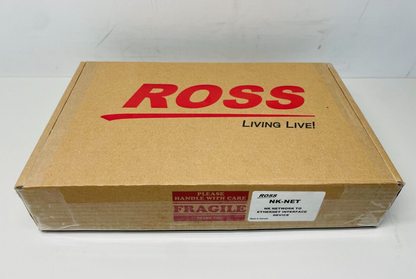 ROSS
LIVING LIVE!
PLEASE
HANDLE WITH CARE
FRAGILE
ROSS
NK-NET
NK NETWORK TO
ETHERNET INTERFACE
DEVICE